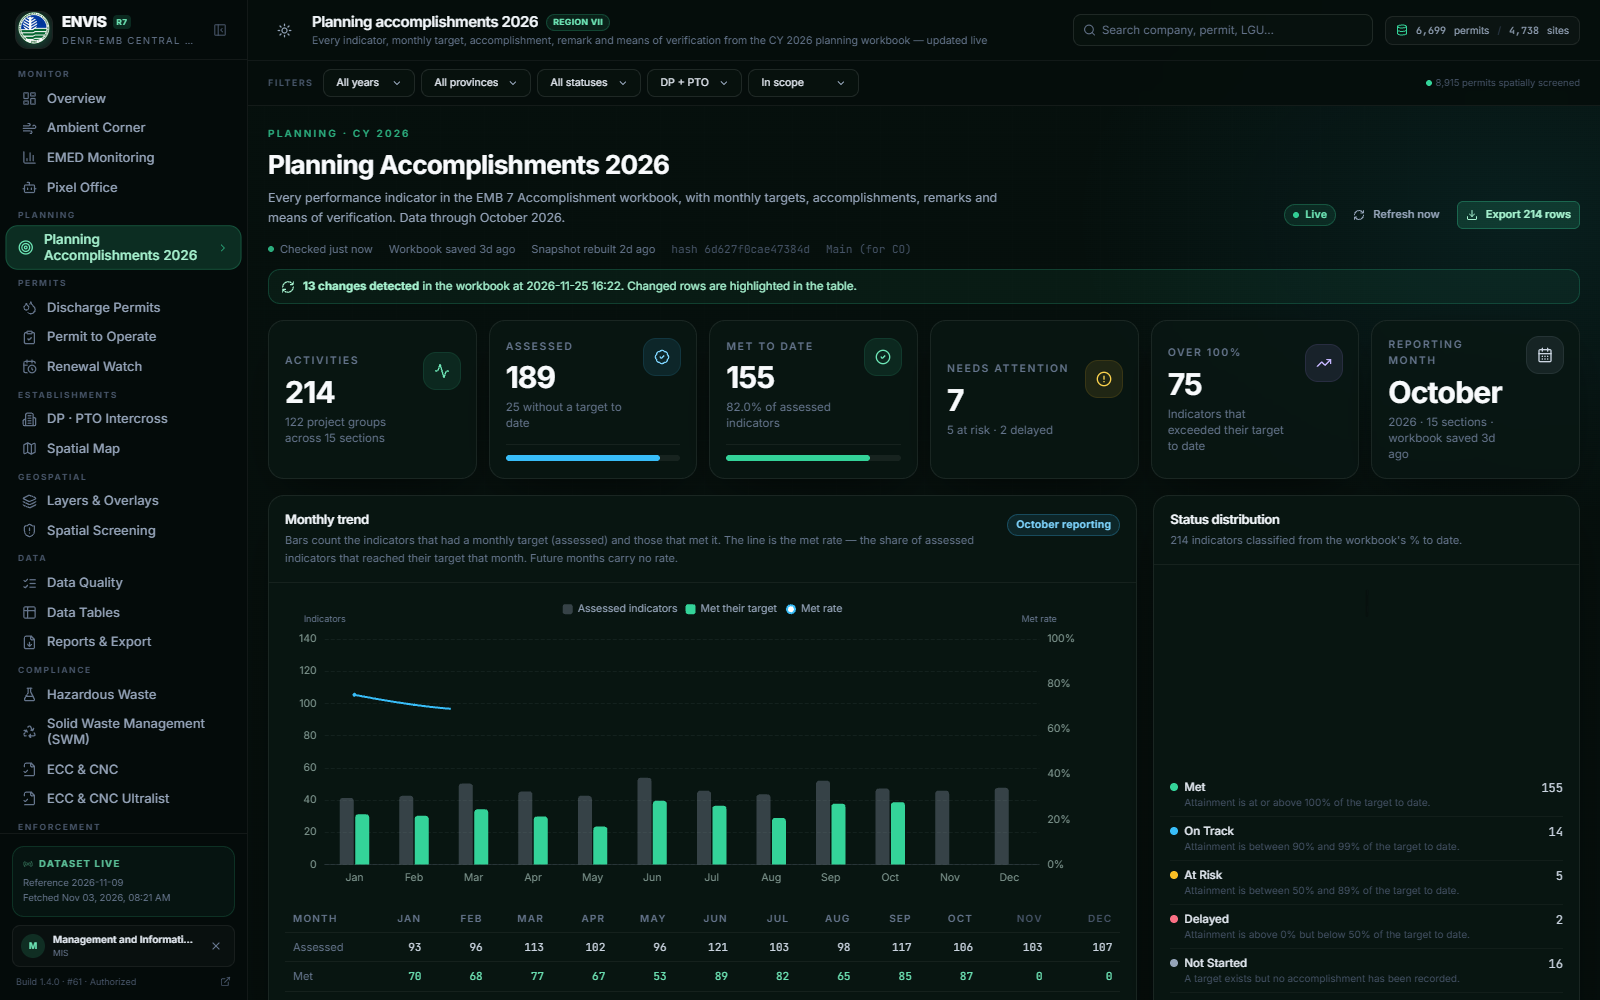 ENVIS R7
DENR-EMB CENTRAL ...
MONITOR
Overview
Ambient Corner
EMED Monitoring
Pixel Office
PLANNING
Planning
Accomplishments 2026
PERMITS
Discharge Permits
Permit to Operate
Renewal Watch
ESTABLISHMENTS
DP · PTO Intercross
Spatial Map
GEOSPATIAL
Layers & Overlays
Spatial Screening
DATA
Data Quality
Data Tables
Reports & Export
COMPLIANCE
Hazardous Waste
Solid Waste Management
(SWM)
ECC & CNC
ECC & CNC Ultralist
ENFORCEMENT
DATASET LIVE
Reference 2026-11-09
Fetched Nov 03, 2026, 08:21 AM
M
Management and Informati...
MIS
Build 1.4.0 · #61 · Authorized
Planning accomplishments 2026 REGION VII
Every indicator, monthly target, accomplishment, remark and means of verification from the CY 2026 planning workbook — updated live
Search company, permit, LGU...
6,699 permits / 4,738 sites
FILTERS All years All provinces All statuses DP + PTO In scope
8,915 permits spatially screened
PLANNING · CY 2026
Planning Accomplishments 2026
Every performance indicator in the EMB 7 Accomplishment workbook, with monthly targets, accomplishments, remarks and
means of verification. Data through October 2026.
Live Refresh now Export 214 rows
Checked just now Workbook saved 3d ago Snapshot rebuilt 2d ago hash 6d627f0cae47384d Main (for CO)
13 changes detected in the workbook at 2026-11-25 16:22. Changed rows are highlighted in the table.
ACTIVITIES
214
122 project groups
across 15 sections
ASSESSED
189
25 without a target to
date
MET TO DATE
155
82.0% of assessed
indicators
NEEDS ATTENTION
7
5 at risk · 2 delayed
OVER 100%
75
Indicators that
exceeded their target
to date
REPORTING
MONTH
October
2026 · 15 sections ·
workbook saved 3d
ago
Monthly trend
Bars count the indicators that had a monthly target (assessed) and those that met it. The line is the met rate — the share of assessed
indicators that reached their target that month. Future months carry no rate.
October reporting
Assessed indicators Met their target Met rate
Indicators Met rate
140 100%
120
80%
100
80
60%
60
40%
40
20 20%
0 0%
Jan Feb Mar Apr May Jun Jul Aug Sep Oct Nov Dec
MONTH JAN FEB MAR APR MAY JUN JUL AUG SEP OCT NOV DEC
Assessed 93 96 113 102 96 121 103 98 117 106 103 107
Met 70 68 77 67 53 89 82 65 85 87 0 0
Status distribution
214 indicators classified from the workbook's % to date.
Met 155
Attainment is at or above 100% of the target to date.
On Track 14
Attainment is between 90% and 99% of the target to date.
At Risk 5
Attainment is between 50% and 89% of the target to date.
Delayed 2
Attainment is above 0% but below 50% of the target to date.
Not Started 16
A target exists but no accomplishment has been recorded.